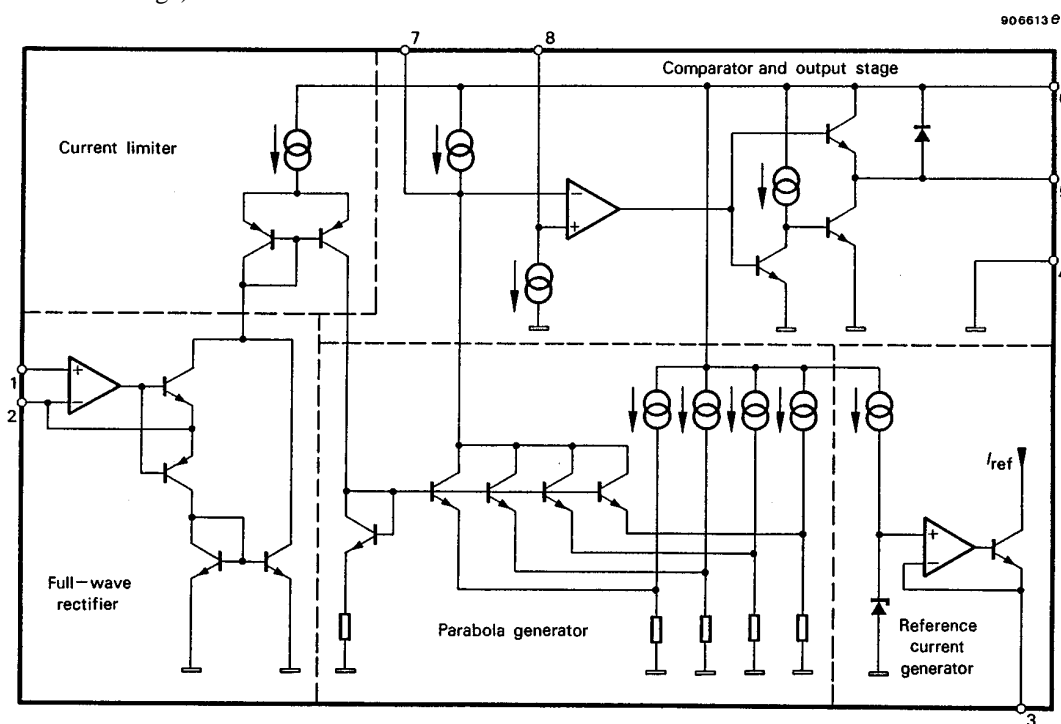 906613e
7
8
Comparator and output stage
Current limiter
1
2
Iref
Full-wave
rectifier
Parabola generator
Reference
current
generator
3